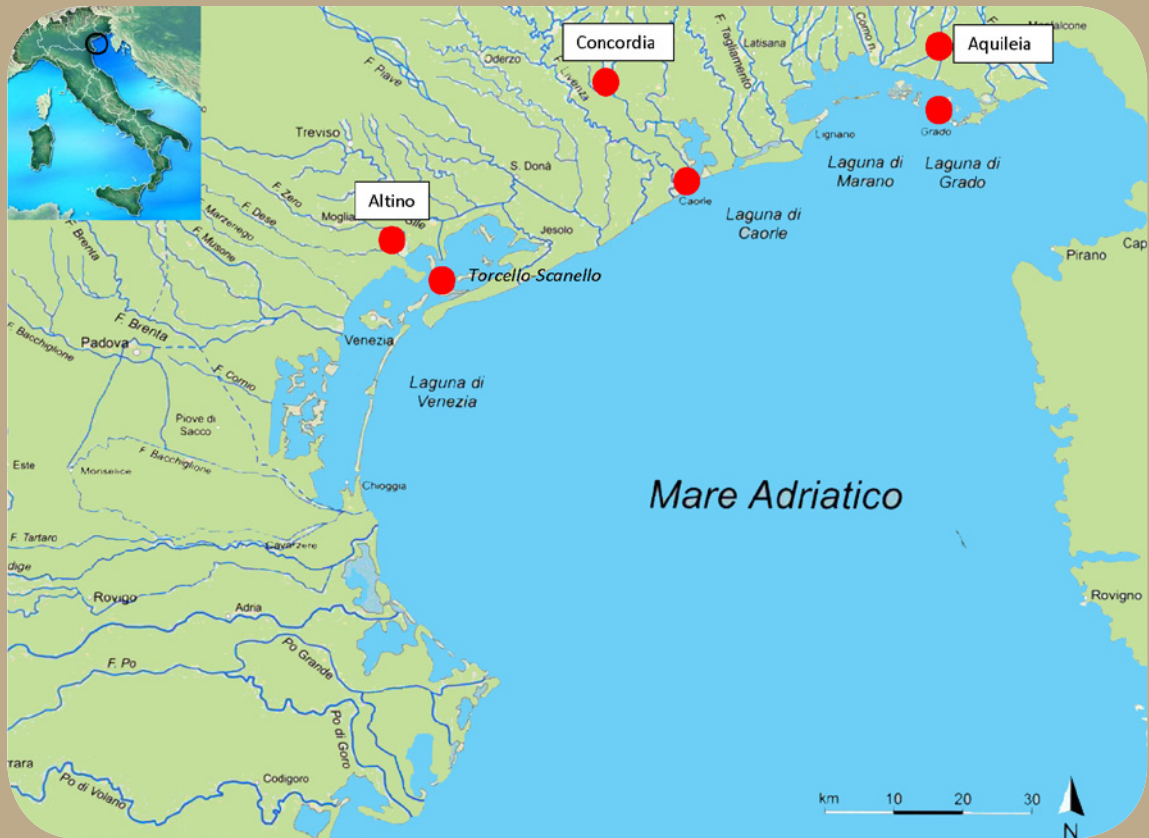 Concordia
Aquileia
Altino
Torcello-Scanello
Oderzo
Latisana
F. Piave
F. Livenza
F. Tagliamento
Treviso
S. Donà
F. Zero
F. Dese
F. Marzenego
F. Musone
F. Brenta
Sile
Jesolo
Caorle
Lignano
Grado
Laguna di
Marano
Laguna di
Grado
Laguna di
Caorle
Pirano
F. Brenta
F. Bacchiglione
Padova
F. Cornio
Venezia
Laguna di
Venezia
Piove di
Sacco
F. Bacchiglione
Este
Monselice
Chioggia
Mare Adriatico
F. Tartaro
Cavarzere
Rovigo
Adria
Rovigno
F. Po
Po Grande
Po di Goro
Po di Volano
Codigoro
km 10 20 30
N